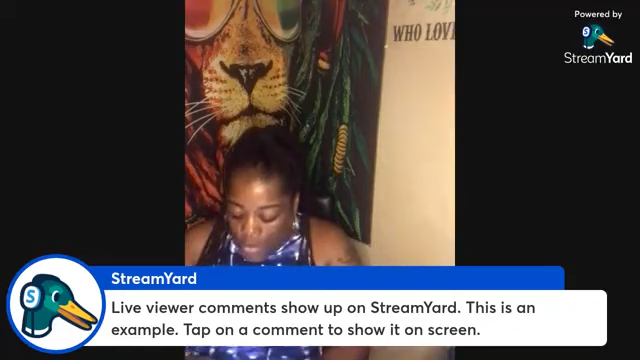 Powered by
StreamYard
WHO LOV
StreamYard
Live viewer comments show up on StreamYard. This is an
example. Tap on a comment to show it on screen.